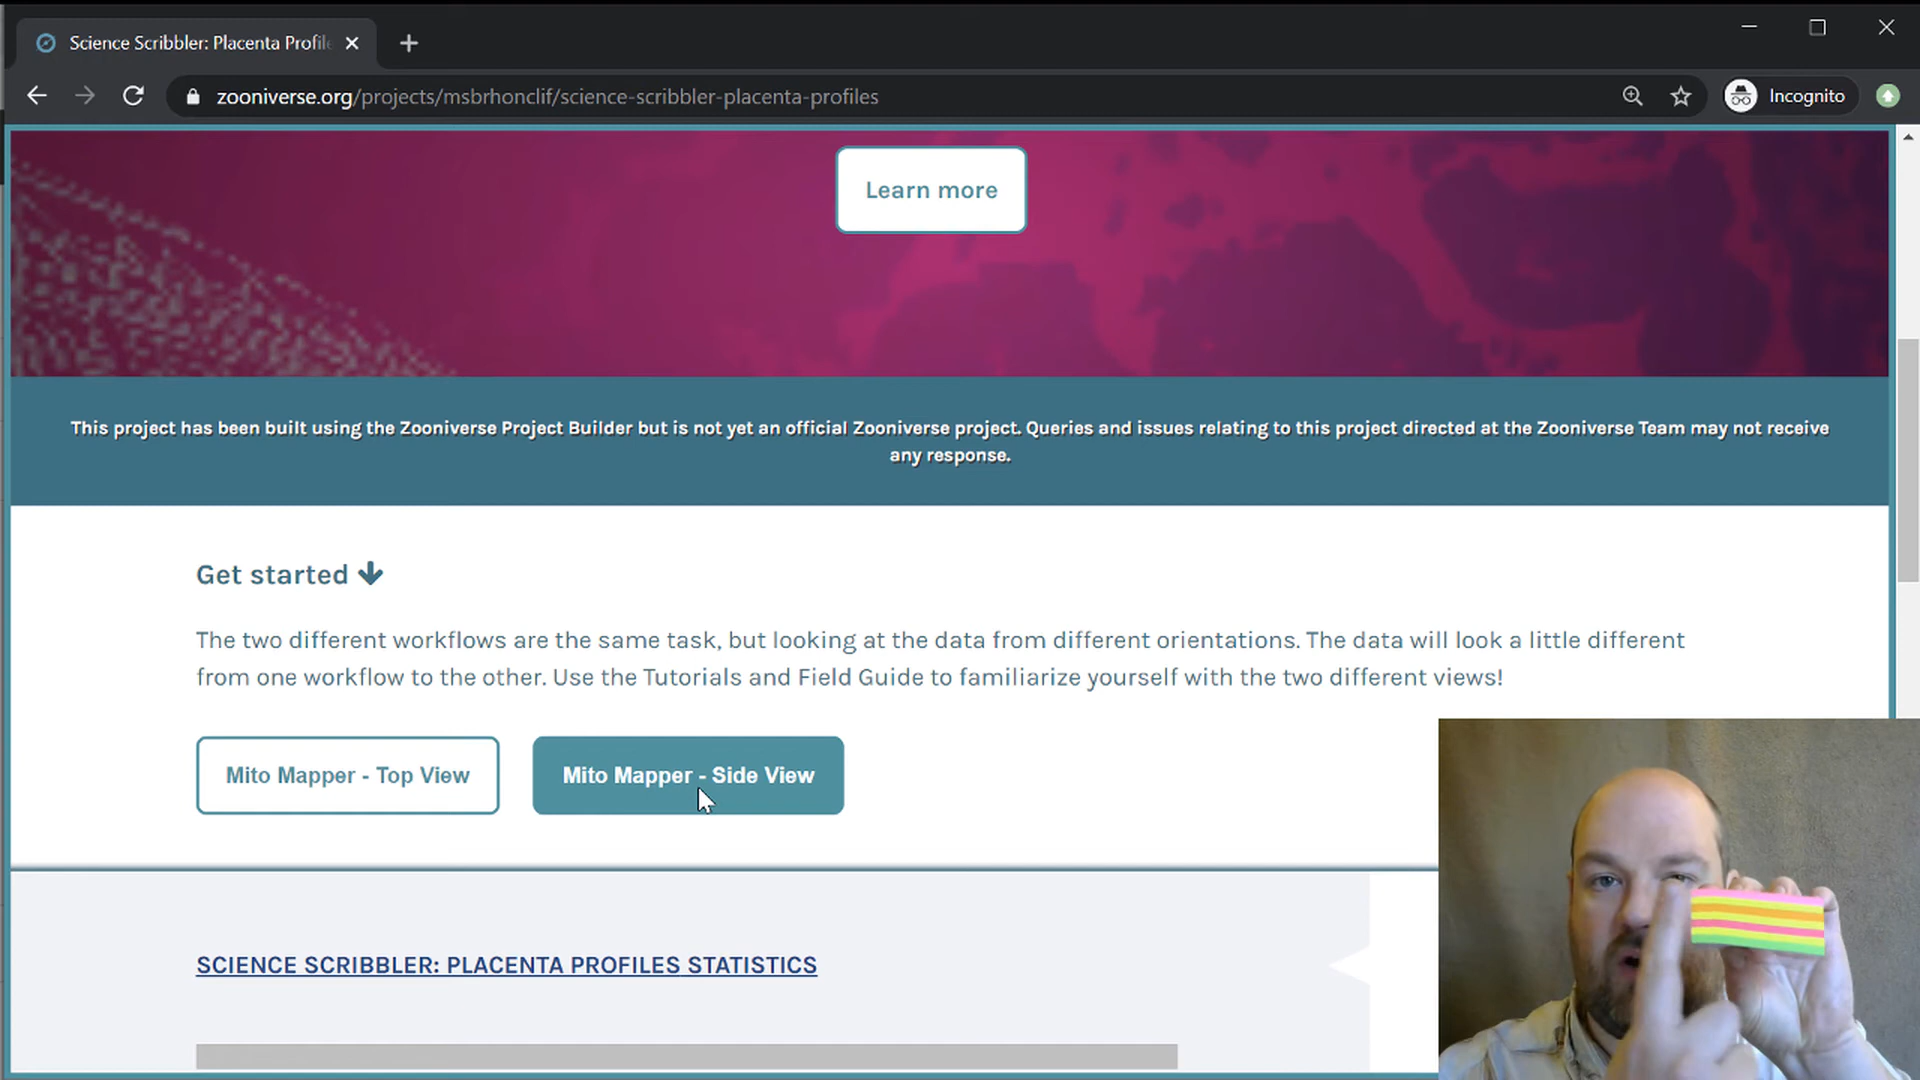 Science Scribbler: Placenta Profile
zooniverse.org/projects/msbrhonclif/science-scribbler-placenta-profiles
Incognito
Learn more
This project has been built using the Zooniverse Project Builder but is not yet an official Zooniverse project. Queries and issues relating to this project directed at the Zooniverse Team may not receive
any response.
Get started
The two different workflows are the same task, but looking at the data from different orientations. The data will look a little different
from one workflow to the other. Use the Tutorials and Field Guide to familiarize yourself with the two different views!
Mito Mapper - Top View
Mito Mapper - Side View
SCIENCE SCRIBBLER: PLACENTA PROFILES STATISTICS